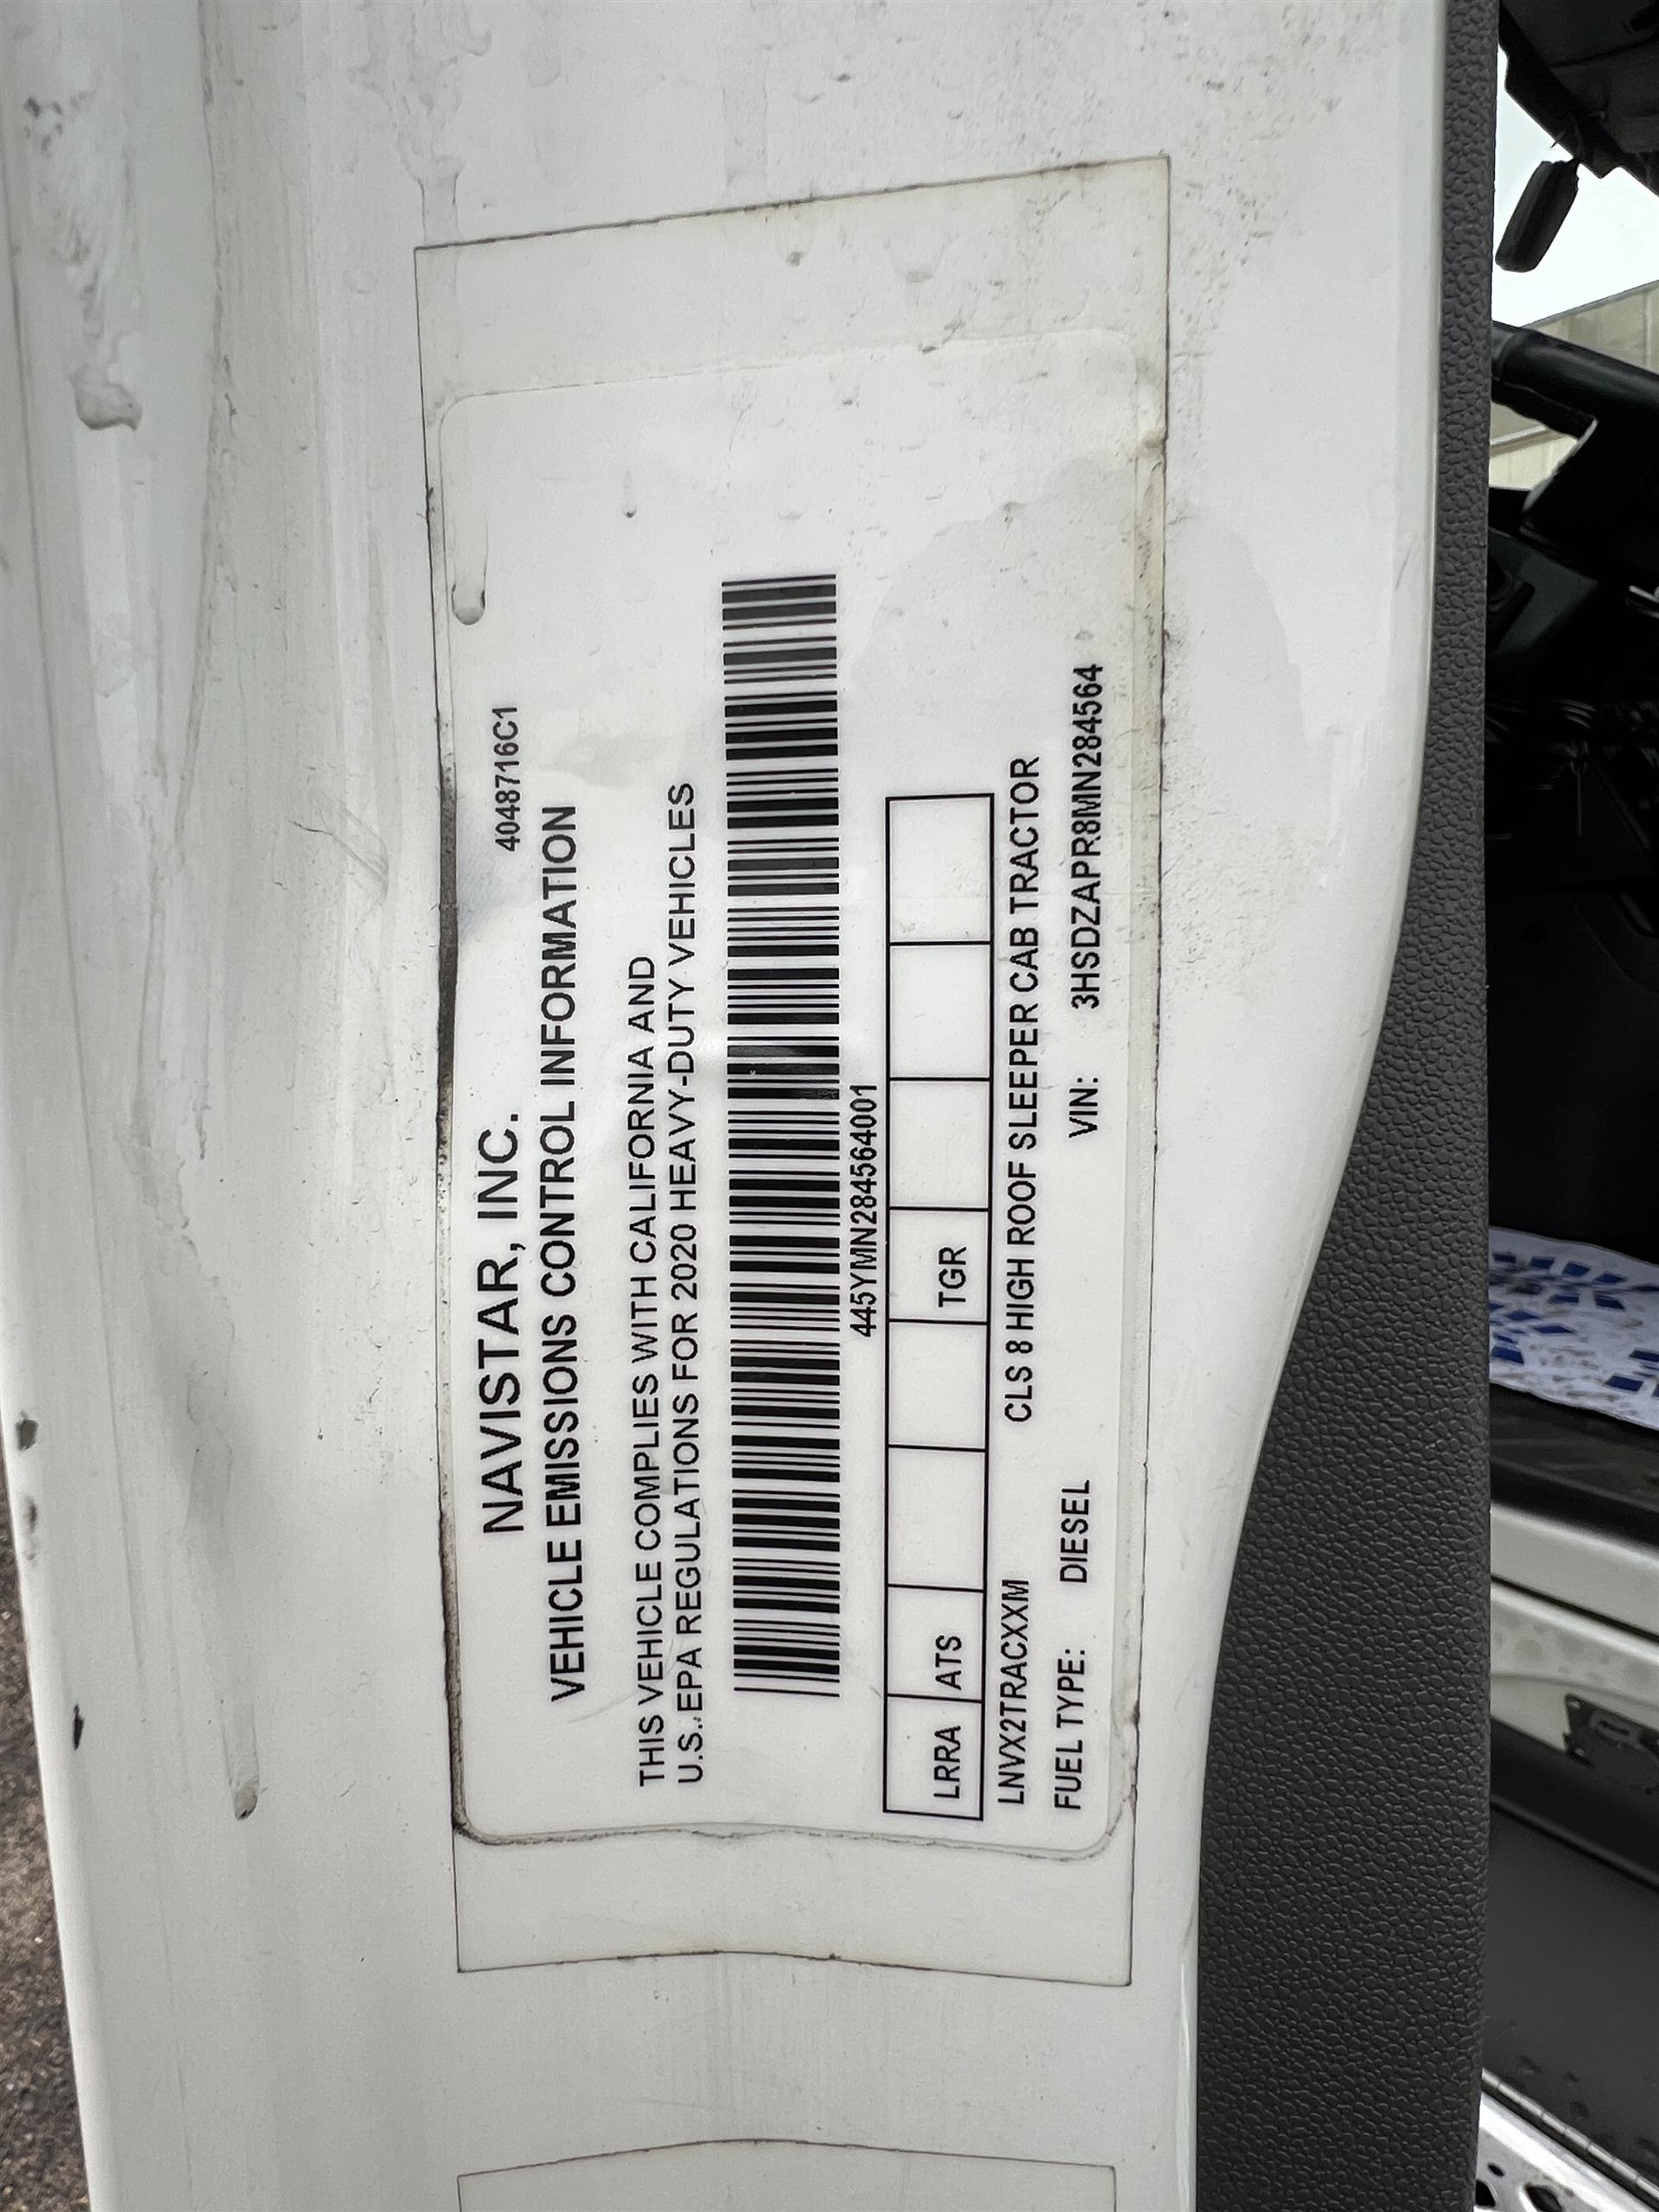 4048716C1
NAVISTAR, INC.
VEHICLE EMISSIONS CONTROL INFORMATION
THIS VEHICLE COMPLIES WITH CALIFORNIA AND
U.S. EPA REGULATIONS FOR 2020 HEAVY-DUTY VEHICLES
445YMN284564001
LRRA ATS TGR
LNVX2TRACXXM CLS 8 HIGH ROOF SLEEPER CAB TRACTOR
FUEL TYPE: DIESEL VIN: 3HSDZAPR8MN284564